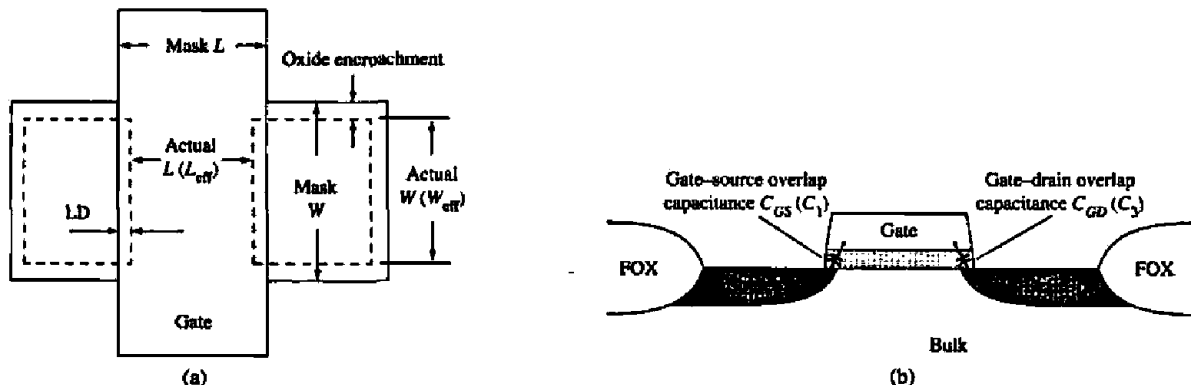 Mask L
Oxide encroachment
Actual
L (Leff)
LD
Mask
W
Actual
W (Weff)
Gate
(a)
Gate–source overlap
capacitance CGS (C1)
Gate–drain overlap
capacitance CGD (C3)
Gate
FOX
FOX
Bulk
(b)